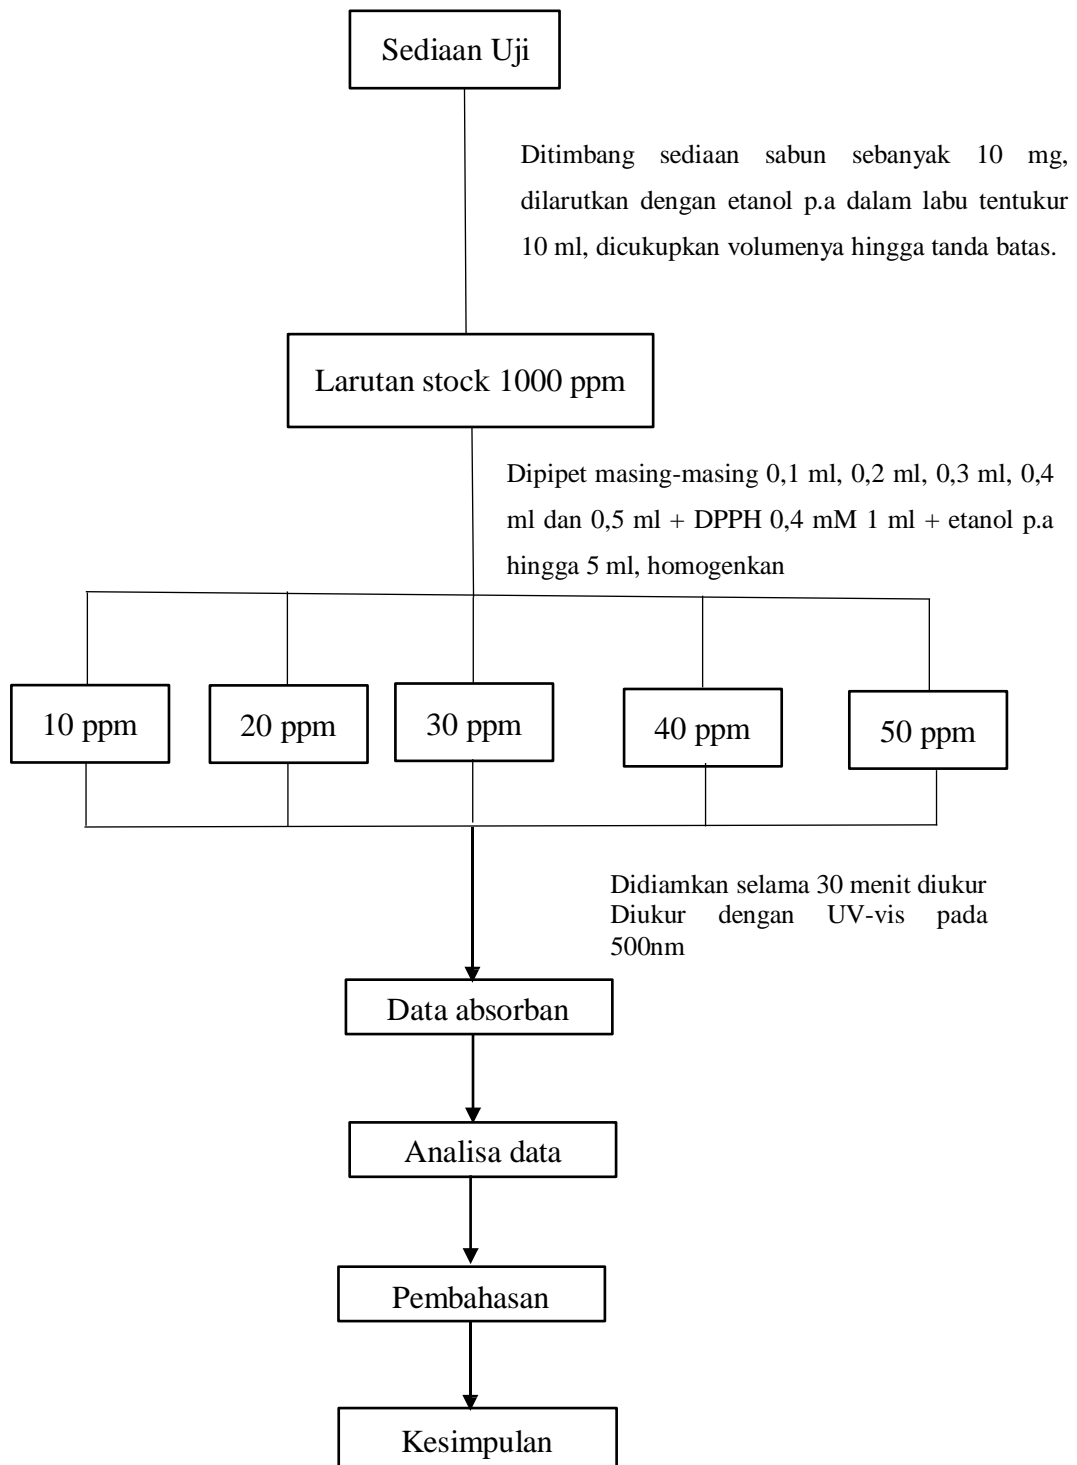 Sediaan Uji
Ditimbang sediaan sabun sebanyak 10 mg,
dilarutkan dengan etanol p.a dalam labu tentukur
10 ml, dicukupkan volumenya hingga tanda batas.
Larutan stock 1000 ppm
Dipipet masing-masing 0,1 ml, 0,2 ml, 0,3 ml, 0,4
ml dan 0,5 ml + DPPH 0,4 mM 1 ml + etanol p.a
hingga 5 ml, homogenkan
10 ppm
20 ppm
30 ppm
40 ppm
50 ppm
Didiamkan selama 30 menit diukur
Diukur dengan UV-vis pada
500nm
Data absorban
Analisa data
Pembahasan
Kesimpulan